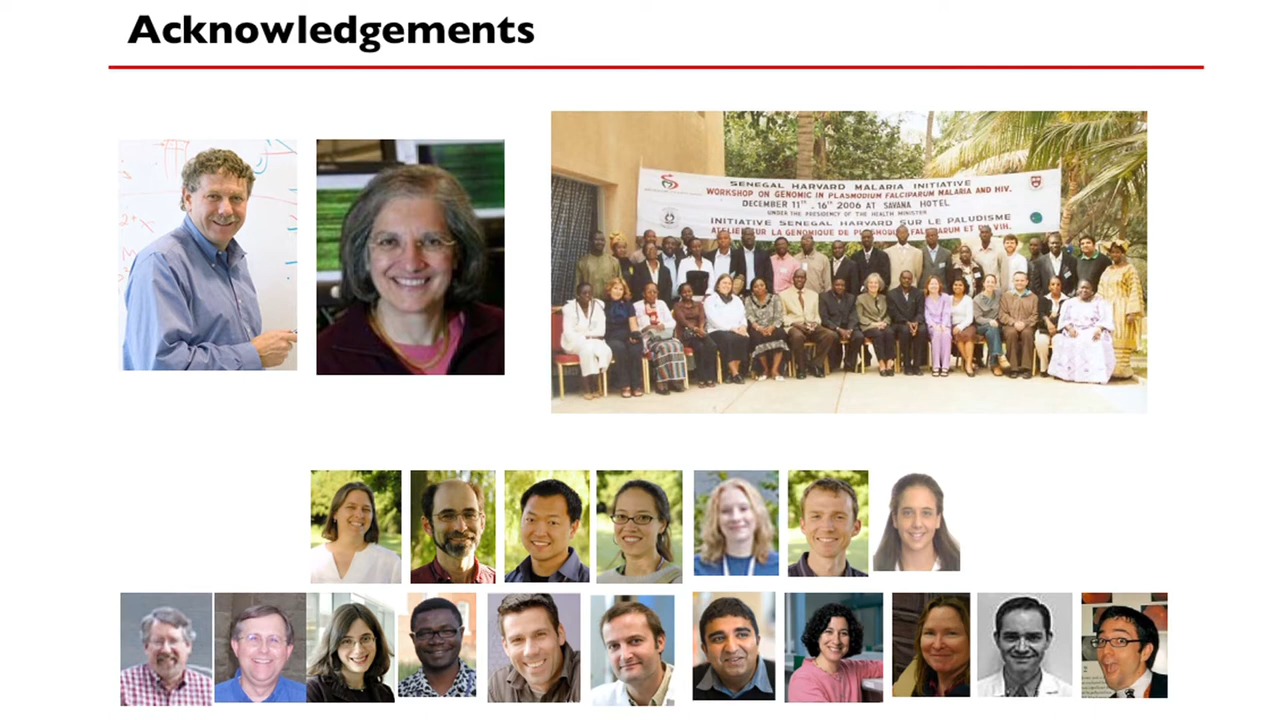 Acknowledgements
SENEGAL HARVARD MALARIA INITIATIVE
WORKSHOP ON GENOMIC IN PLASMODIUM FALCIPARUM MALARIA AND HIV.
DECEMBER 11th - 16th 2006 AT SAVANA HOTEL
UNDER THE PRESIDENCY OF THE HEALTH MINISTER
INITIATIVE SENEGAL HARVARD SUR LE PALUDISME
ATELIER SUR LA GENOMIQUE DE PLASMODIUM FALCIPARUM ET DU VIH.